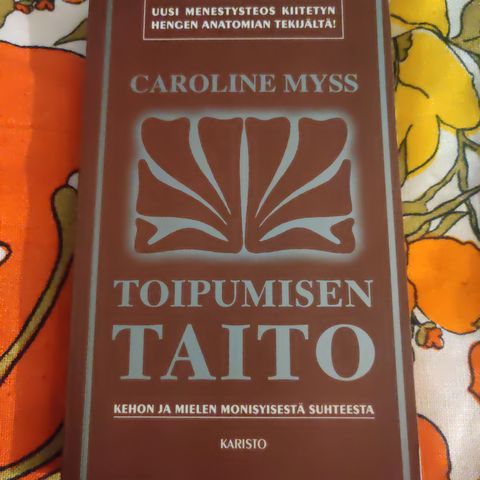 UUSI MENESTYSTEOS KIITETYN
HENGEN ANATOMIAN TEKIJÄLTÄ!
CAROLINE MYSS
TOIPUMISEN
TAITO
KEHON JA MIELEN MONISYISESTÄ SUHTEESTA
KARISTO